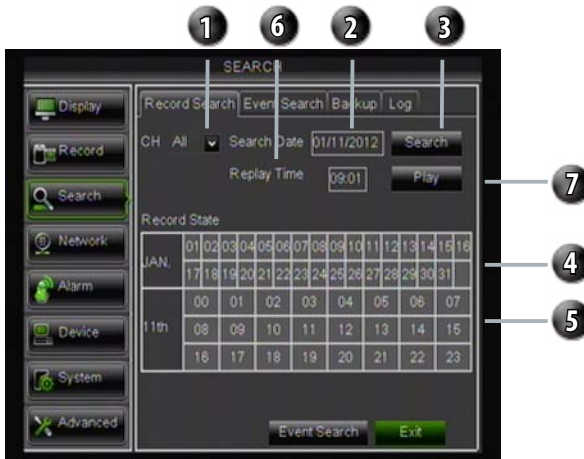 1 6 2 3
SEARCH
Display
Record
Search
Network
Alarm
Device
System
Advanced
Record Search Event Search Backup Log
CH All Search Date 01/11/2012 Search
Replay Time 09:01 Play
7
Record State
JAN.
01 02 03 04 05 06 07 08 09 10 11 12 13 14 15 16
17 18 19 20 21 22 23 24 25 26 27 28 29 30 31
4
11th
00 01 02 03 04 05 06 07
08 09 10 11 12 13 14 15
16 17 18 19 20 21 22 23
5
Event Search Exit